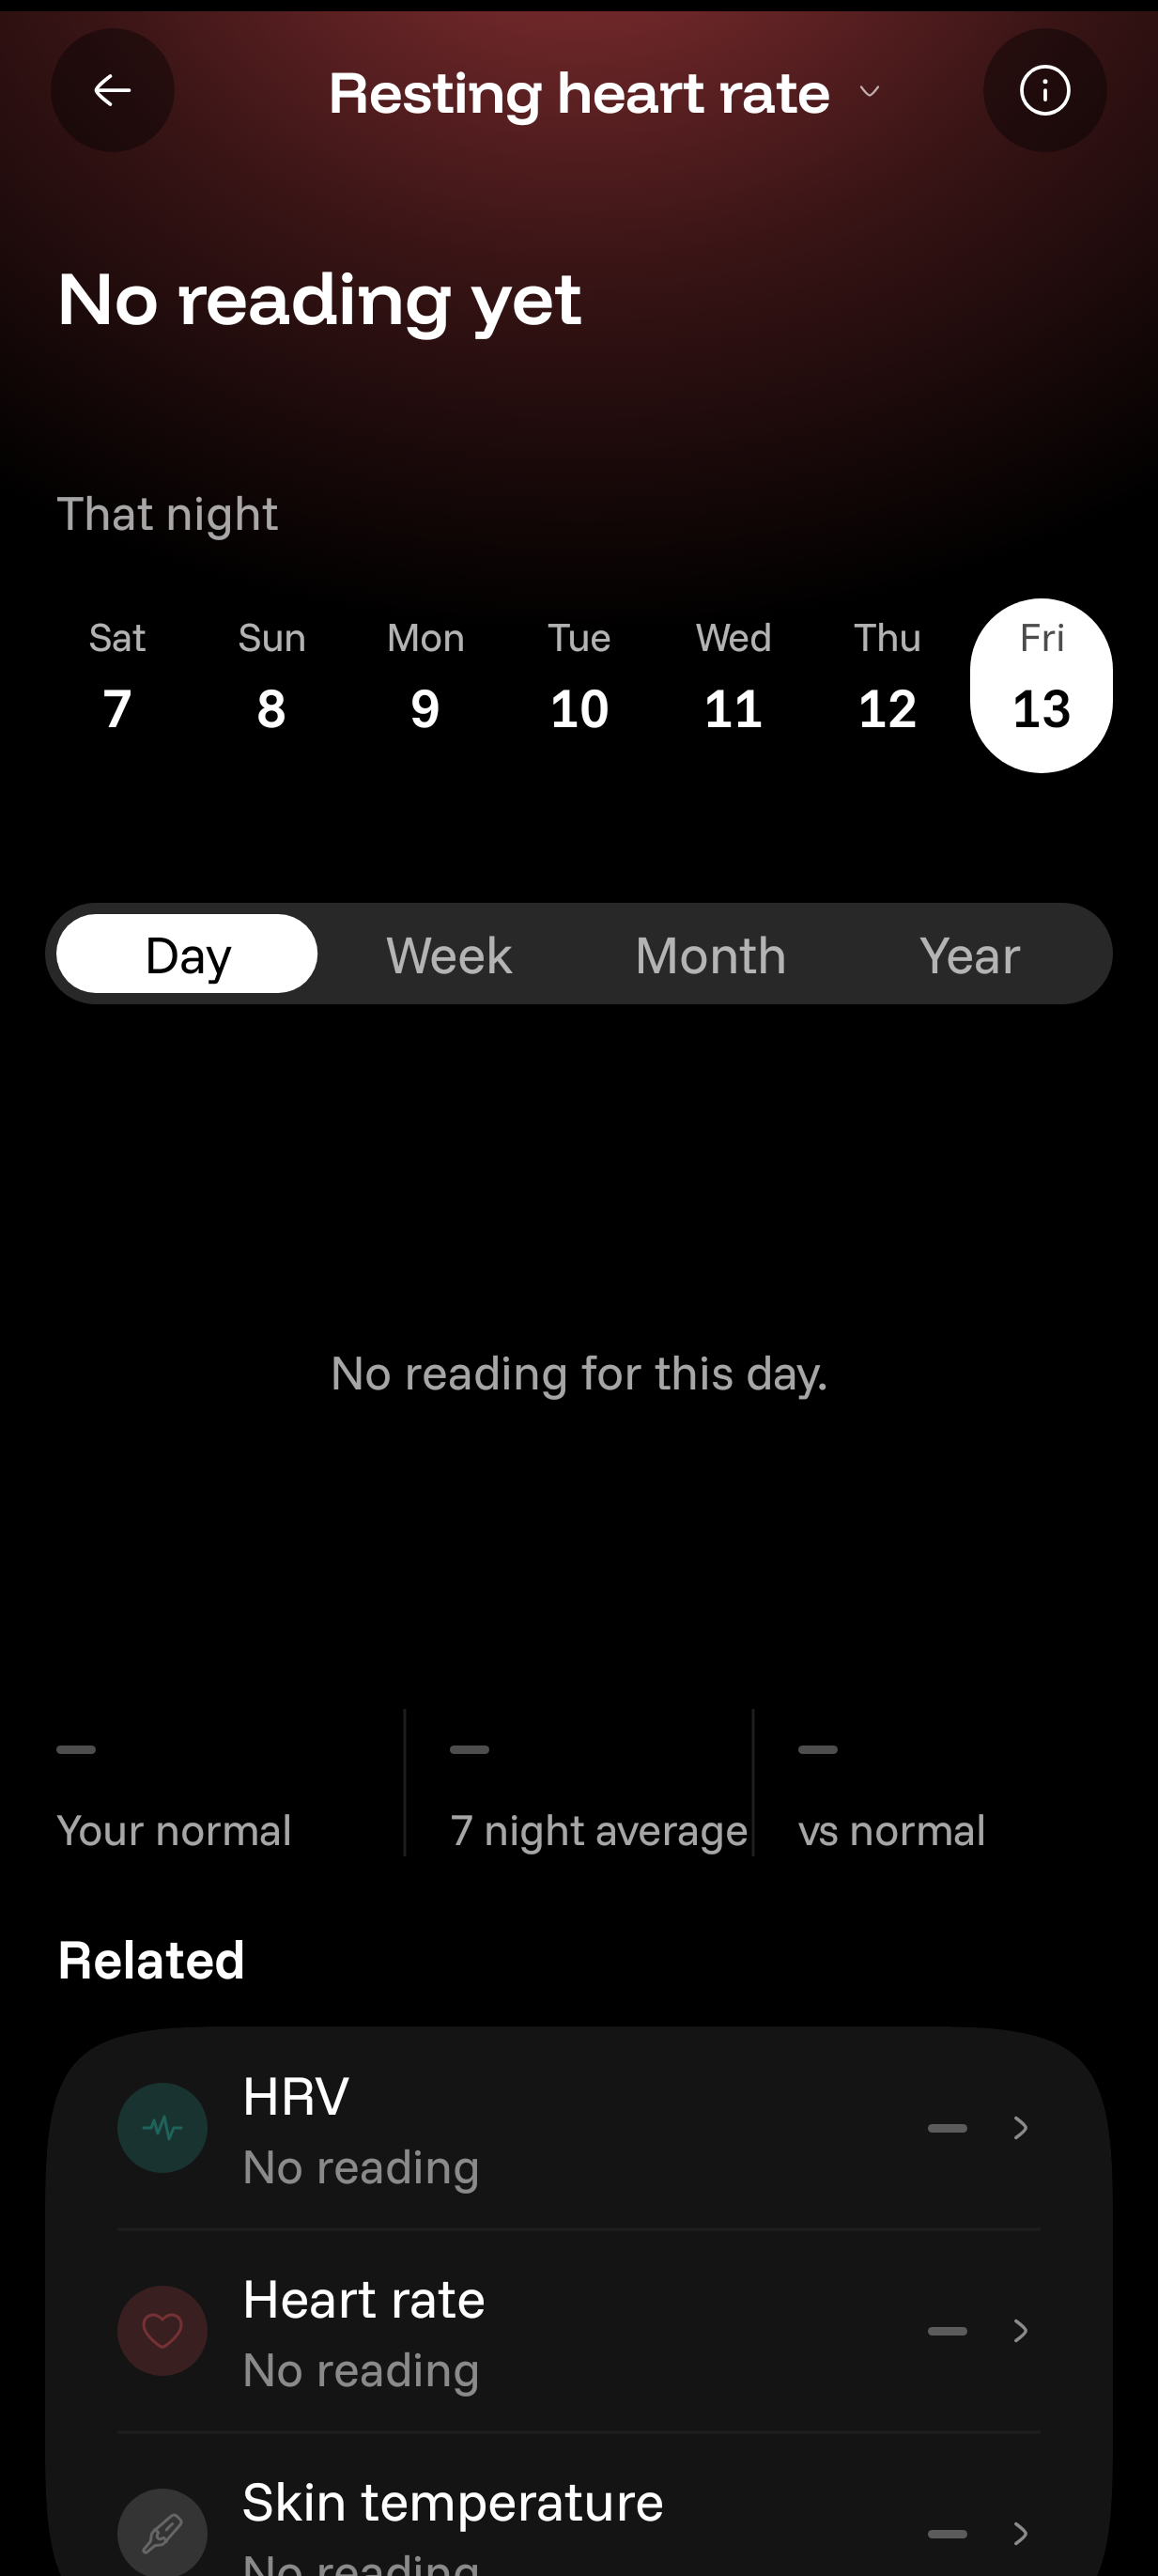 Resting heart rate
No reading yet
That night
Sat Sun Mon Tue Wed Thu Fri
7 8 9 10 11 12 13
Day Week Month Year
No reading for this day.
Your normal 7 night average vs normal
Related
HRV
No reading
Heart rate
No reading
Skin temperature
No reading